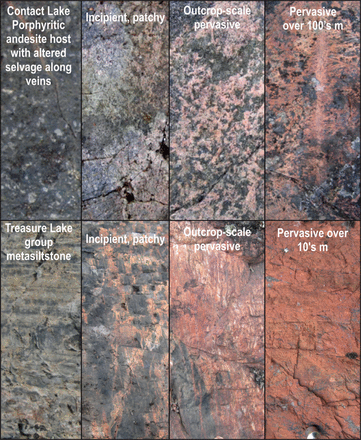 Contact Lake
Porphyritic
andesite host
with altered
selvage along
veins
Incipient, patchy
Outcrop-scale
pervasive
Pervasive
over 100's m
Treasure Lake
group
metasiltstone
Incipient, patchy
Outcrop-scale
pervasive
Pervasive over
10's m